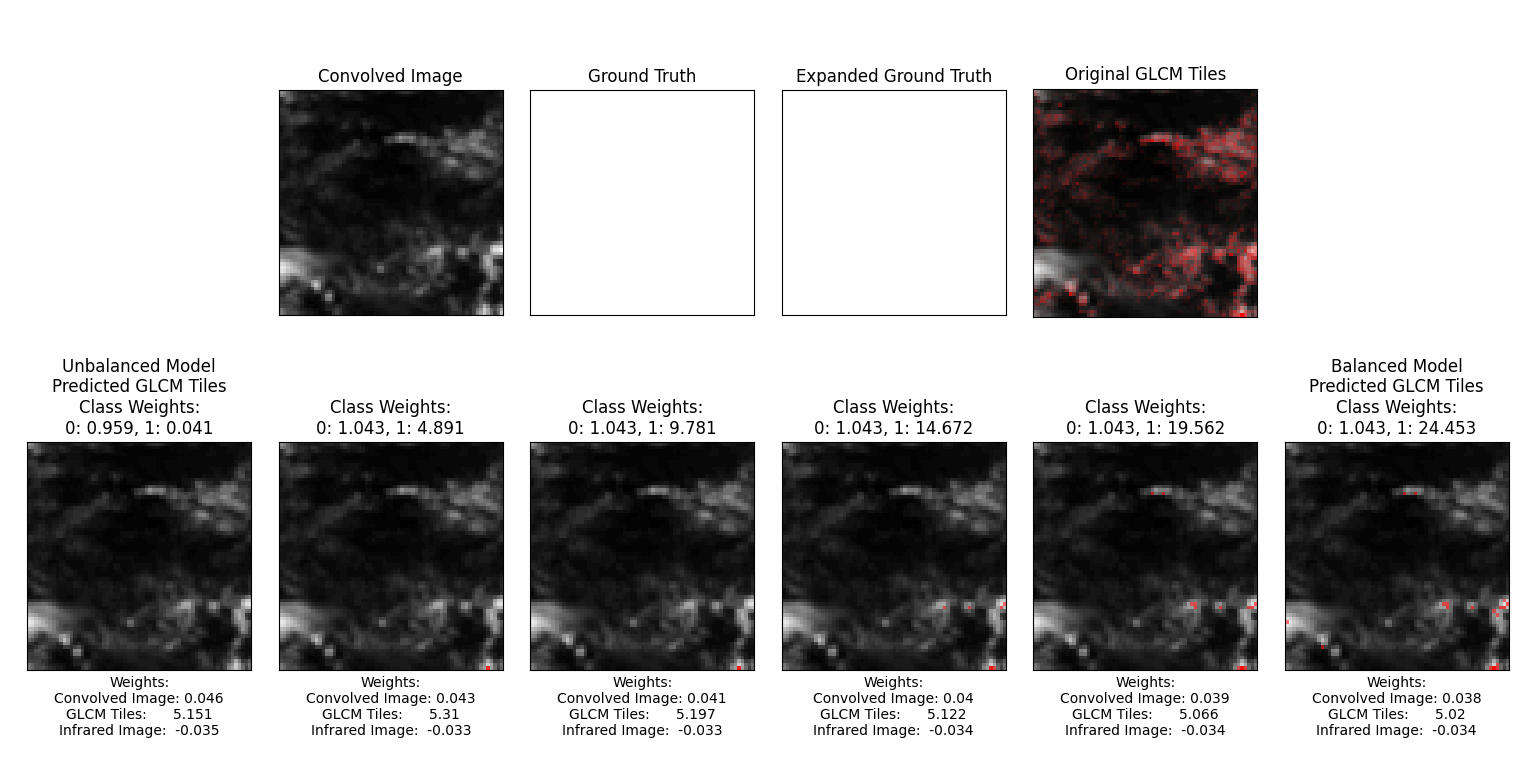 Convolved Image
Ground Truth
Expanded Ground Truth
Original GLCM Tiles
Unbalanced Model
Predicted GLCM Tiles
Class Weights:
0: 0.959, 1: 0.041
Class Weights:
0: 1.043, 1: 4.891
Class Weights:
0: 1.043, 1: 9.781
Class Weights:
0: 1.043, 1: 14.672
Class Weights:
0: 1.043, 1: 19.562
Balanced Model
Predicted GLCM Tiles
Class Weights:
0: 1.043, 1: 24.453
Weights:
Convolved Image: 0.046
GLCM Tiles: 5.151
Infrared Image: -0.035
Weights:
Convolved Image: 0.043
GLCM Tiles: 5.31
Infrared Image: -0.033
Weights:
Convolved Image: 0.041
GLCM Tiles: 5.197
Infrared Image: -0.033
Weights:
Convolved Image: 0.04
GLCM Tiles: 5.122
Infrared Image: -0.034
Weights:
Convolved Image: 0.039
GLCM Tiles: 5.066
Infrared Image: -0.034
Weights:
Convolved Image: 0.038
GLCM Tiles: 5.02
Infrared Image: -0.034